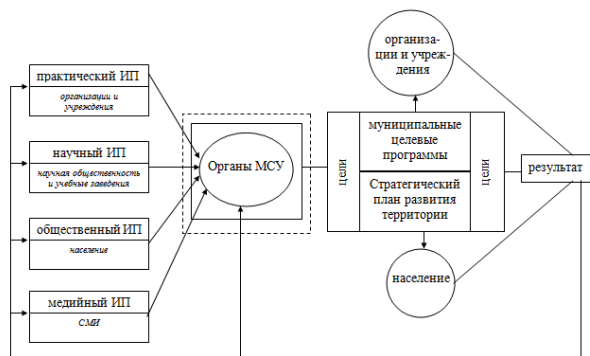 практический ИП
организации и
учреждения
научный ИП
научная общественность
и учебные заведения
общественный ИП
население
медийный ИП
СМИ
Органы МСУ
цели
муниципальные
целевые
программы
Стратегический
план развития
территории
цели
организа-
ции и учреж-
дения
население
результат